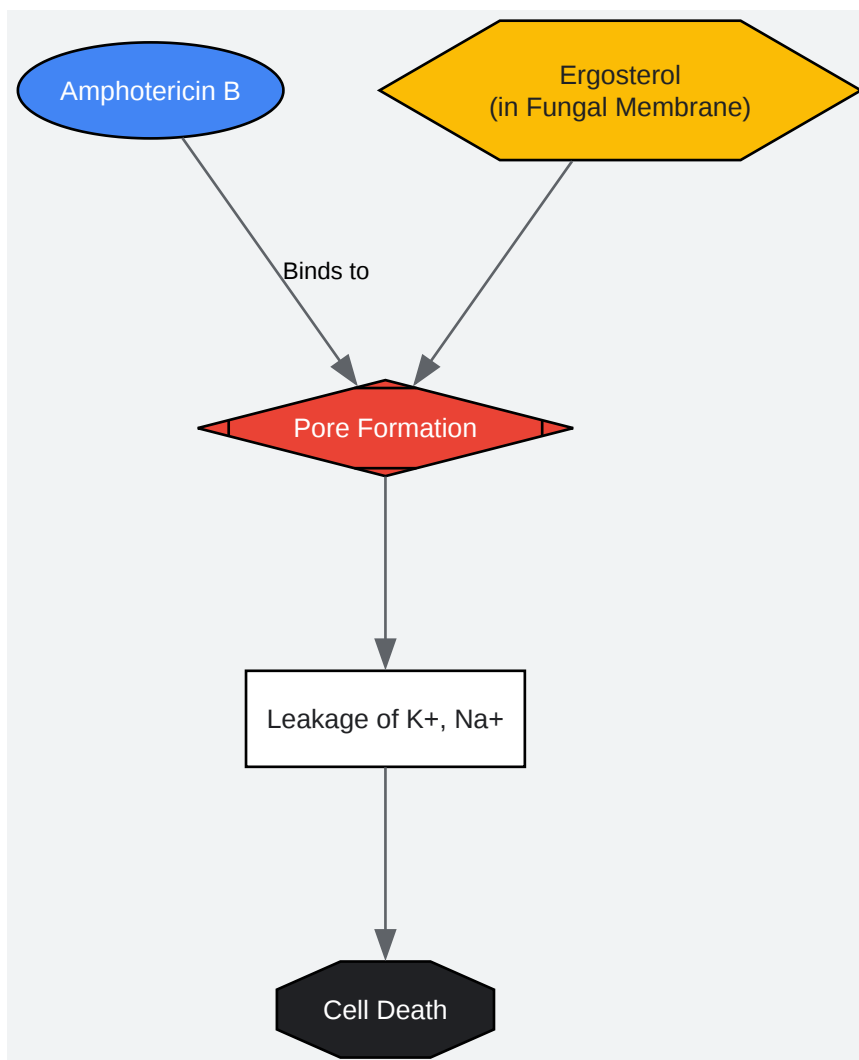 Amphotericin B
Ergosterol
(in Fungal Membrane)
Binds to
Pore Formation
Leakage of K+, Na+
Cell Death